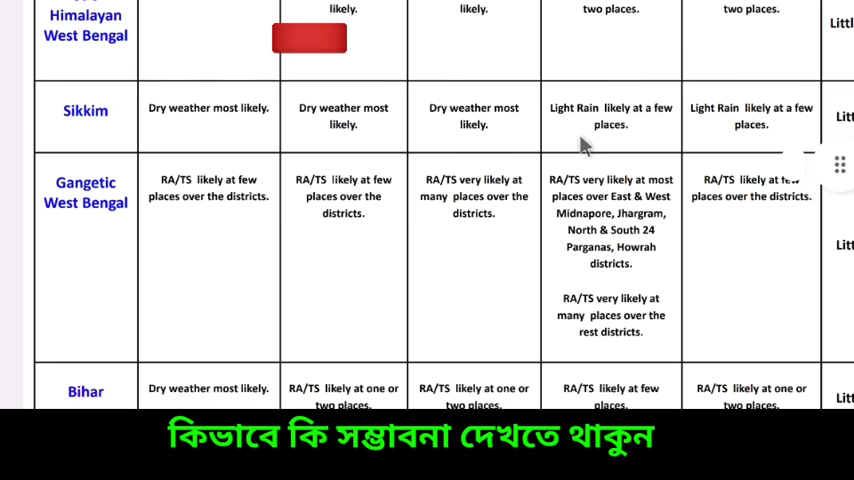 likely.
likely.
two places.
two places.
Himalayan
West Bengal
Sikkim
Dry weather most likely.
Dry weather most
likely.
Dry weather most
likely.
Light Rain likely at a few
places.
Light Rain likely at a few
places.
Gangetic
West Bengal
RA/TS likely at few
places over the districts.
RA/TS likely at few
places over the
districts.
RA/TS very likely at
many places over the
districts.
RA/TS very likely at most
places over East & West
Midnapore, Jhargram,
North & South 24
Parganas, Howrah
districts.
RA/TS very likely at
many places over the
rest districts.
RA/TS likely at few
places over the districts.
Bihar
Dry weather most likely.
RA/TS likely at one or
two places.
RA/TS likely at one or
two places.
RA/TS likely at few
places.
RA/TS likely at one or
two places.
কিভাবে কি সম্ভাবনা দেখতে থাকুন